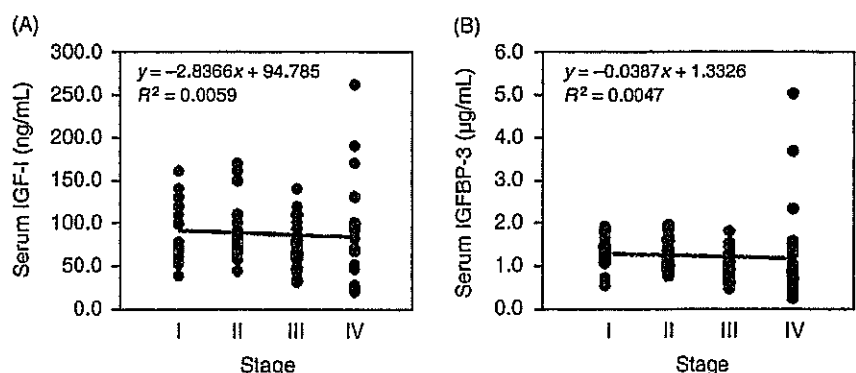 (A)
300.0
250.0
200.0
150.0
100.0
50.0
0.0
Serum IGF-I (ng/mL)
y = −2.8366x + 94.785
R² = 0.0059
I II III IV
Stage
(B)
6.0
5.0
4.0
3.0
2.0
1.0
0.0
Serum IGFBP-3 (μg/mL)
y = −0.0387x + 1.3326
R² = 0.0047
I II III IV
Stage